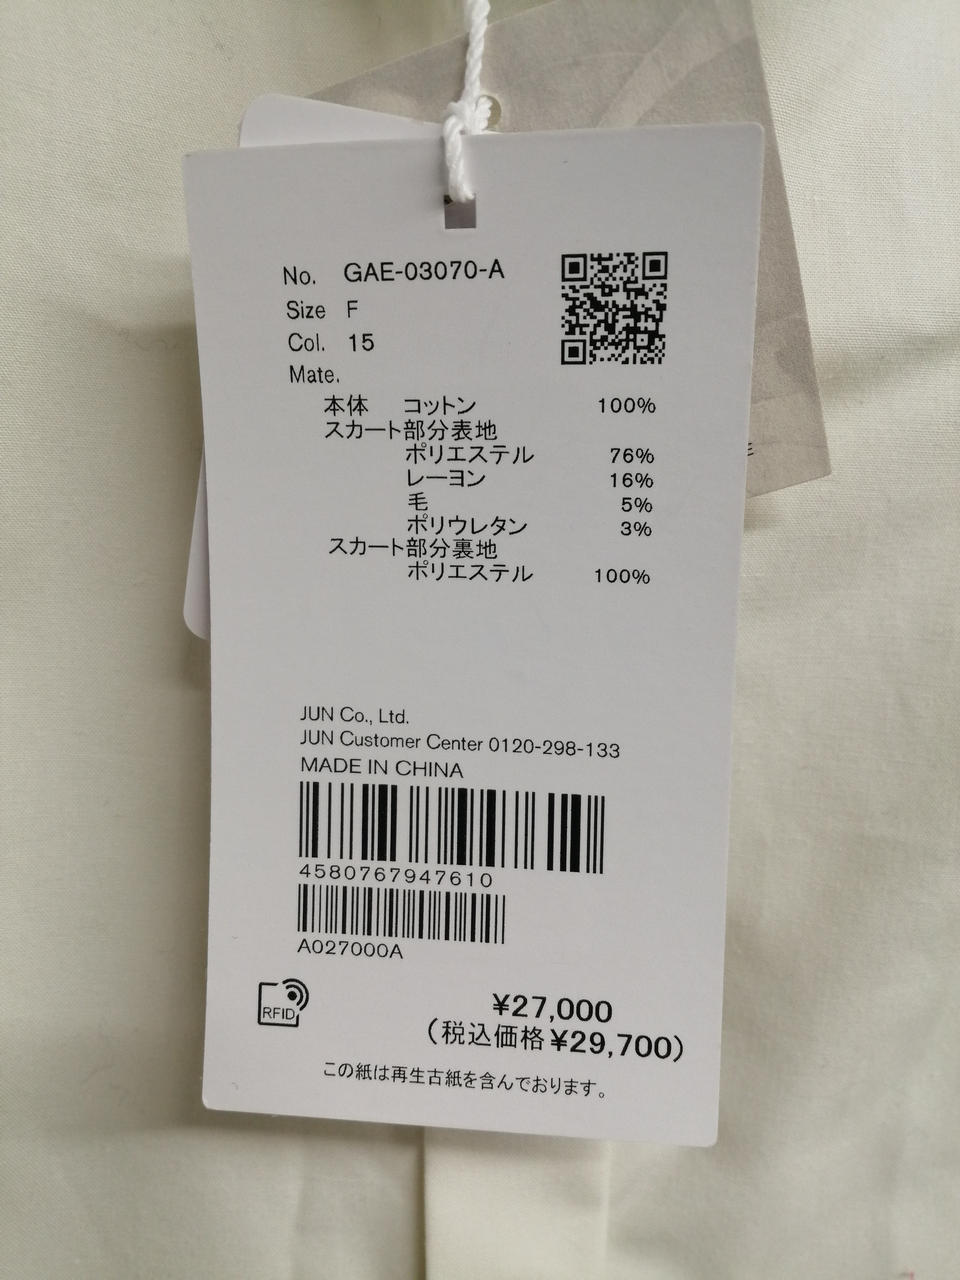 No. GAE-03070-A
Size F
Col. 15
Mate.
本体 コットン 100%
スカート部分表地
ポリエステル 76%
レーヨン 16%
毛 5%
ポリウレタン 3%
スカート部分裏地
ポリエステル 100%
JUN Co., Ltd.
JUN Customer Center 0120-298-133
MADE IN CHINA
4580767947610
A027000A
RFID
¥27,000
(税込価格¥29,700)
この紙は再生古紙を含んでおります。